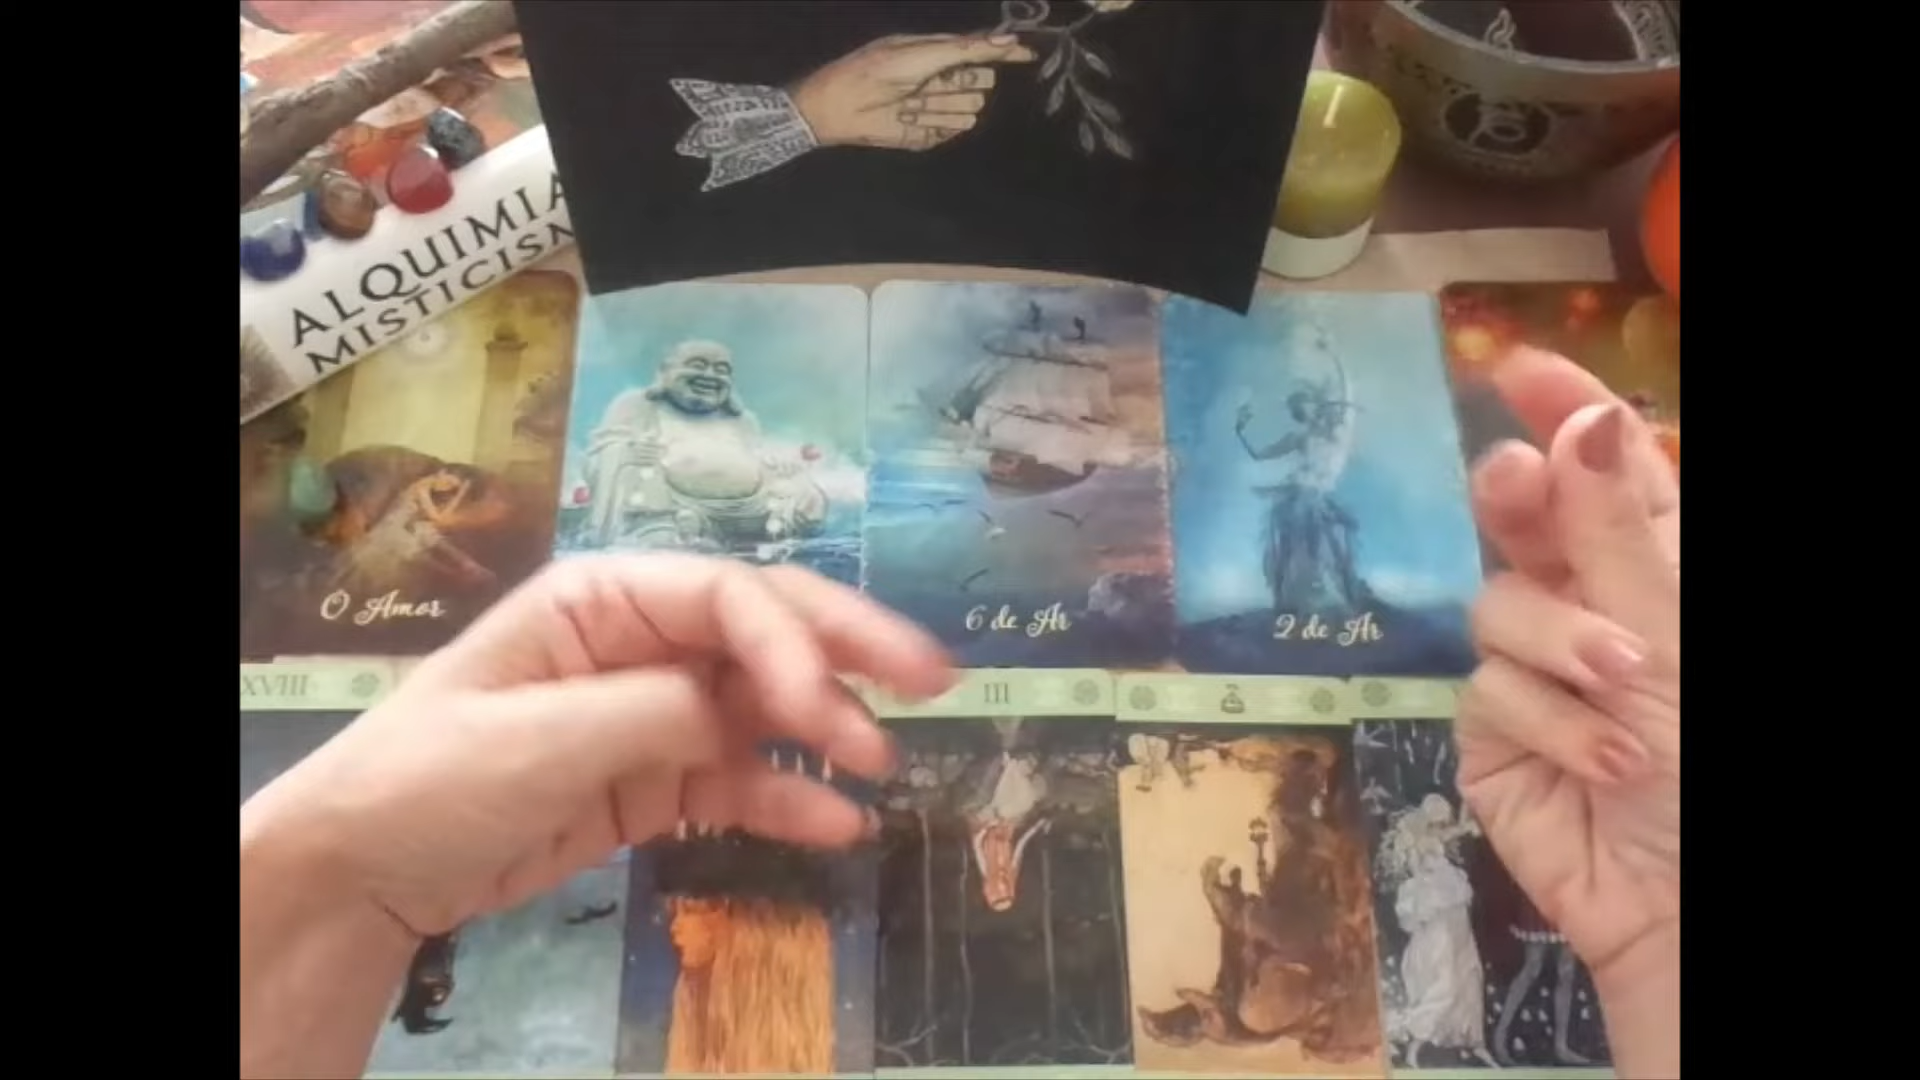 ALQUIMIA
MISTICISM
O Amor
6 de Ar
2 de Ar
XVIII
III